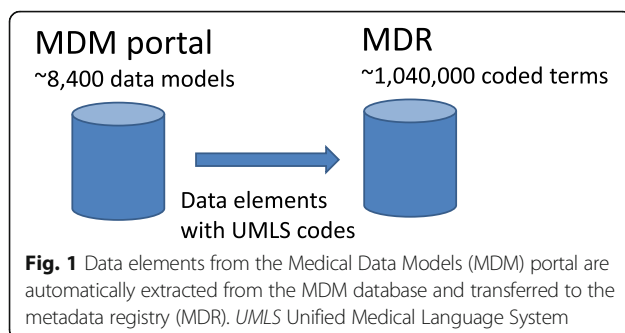 MDM portal
~8,400 data models
MDR
~1,040,000 coded terms
Data elements
with UMLS codes
Fig. 1 Data elements from the Medical Data Models (MDM) portal are
automatically extracted from the MDM database and transferred to the
metadata registry (MDR). UMLS Unified Medical Language System